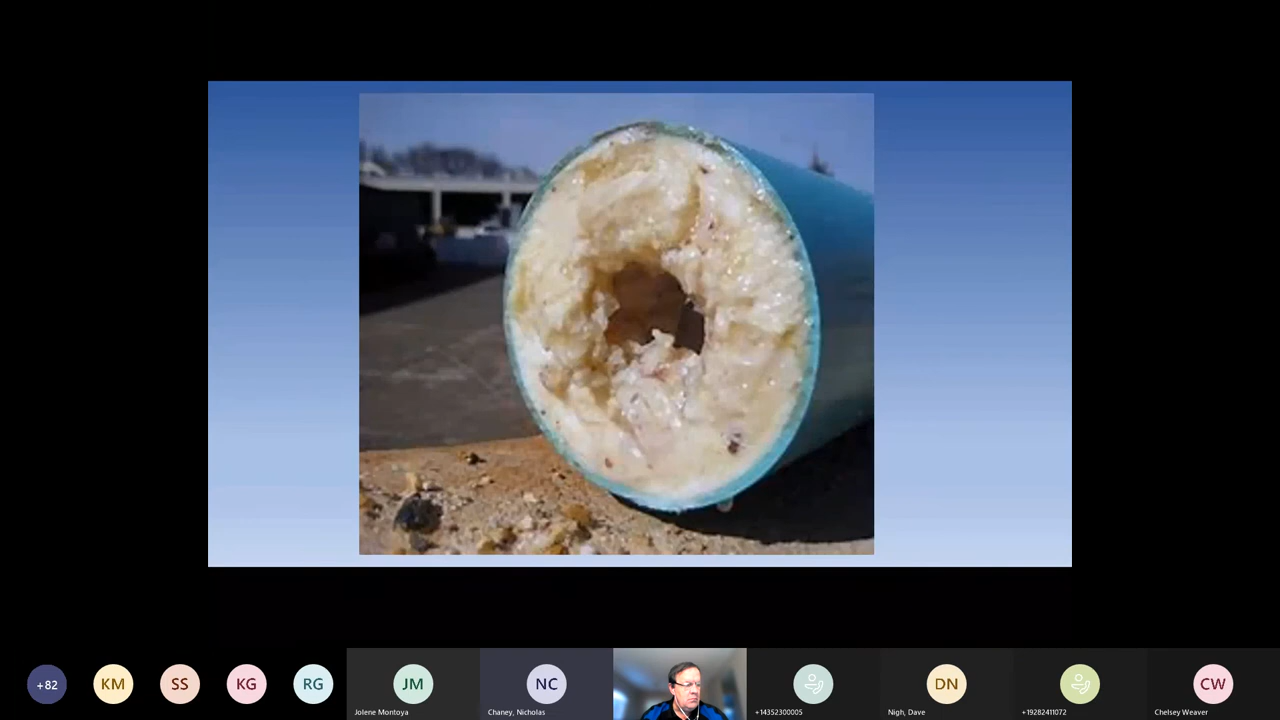 +82
KM
SS
KG
RG
JM
NC
DN
CW
Jolene Montoya
Chaney, Nicholas
+14352300005
Nigh, Dave
+19282411072
Chelsey Weaver